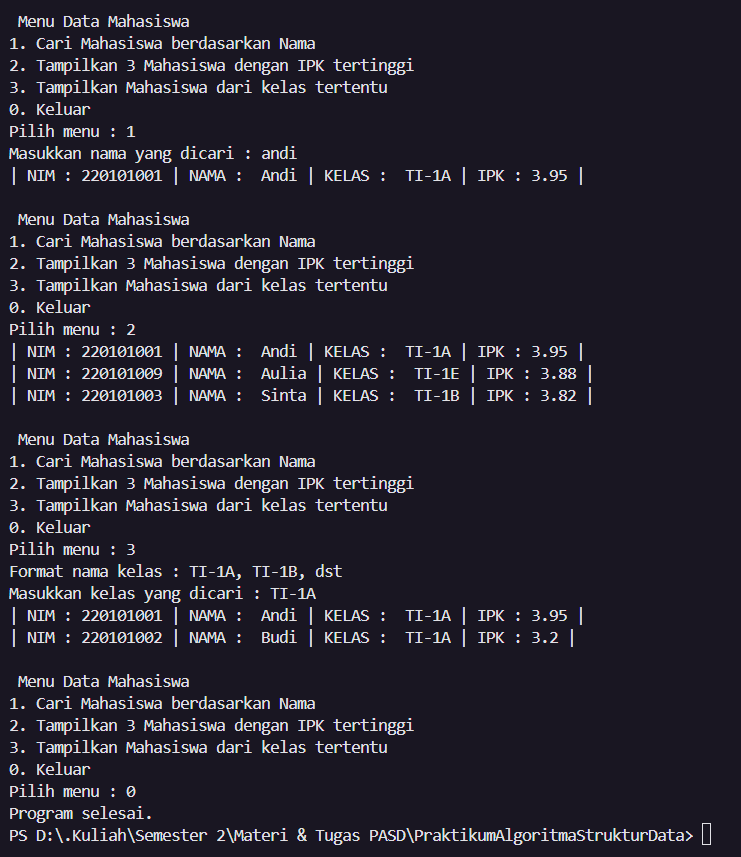 Menu Data Mahasiswa
1. Cari Mahasiswa berdasarkan Nama
2. Tampilkan 3 Mahasiswa dengan IPK tertinggi
3. Tampilkan Mahasiswa dari kelas tertentu
0. Keluar
Pilih menu : 1
Masukkan nama yang dicari : andi
| NIM : 220101001 | NAMA :  Andi | KELAS :  TI-1A | IPK : 3.95 |
Menu Data Mahasiswa
1. Cari Mahasiswa berdasarkan Nama
2. Tampilkan 3 Mahasiswa dengan IPK tertinggi
3. Tampilkan Mahasiswa dari kelas tertentu
0. Keluar
Pilih menu : 2
| NIM : 220101001 | NAMA :  Andi | KELAS :  TI-1A | IPK : 3.95 |
| NIM : 220101009 | NAMA :  Aulia | KELAS :  TI-1E | IPK : 3.88 |
| NIM : 220101003 | NAMA :  Sinta | KELAS :  TI-1B | IPK : 3.82 |
Menu Data Mahasiswa
1. Cari Mahasiswa berdasarkan Nama
2. Tampilkan 3 Mahasiswa dengan IPK tertinggi
3. Tampilkan Mahasiswa dari kelas tertentu
0. Keluar
Pilih menu : 3
Format nama kelas : TI-1A, TI-1B, dst
Masukkan kelas yang dicari : TI-1A
| NIM : 220101001 | NAMA :  Andi | KELAS :  TI-1A | IPK : 3.95 |
| NIM : 220101002 | NAMA :  Budi | KELAS :  TI-1A | IPK : 3.2 |
Menu Data Mahasiswa
1. Cari Mahasiswa berdasarkan Nama
2. Tampilkan 3 Mahasiswa dengan IPK tertinggi
3. Tampilkan Mahasiswa dari kelas tertentu
0. Keluar
Pilih menu : 0
Program selesai.
PS D:\.Kuliah\Semester 2\Materi & Tugas PASD\PraktikumAlgoritmaStrukturData>